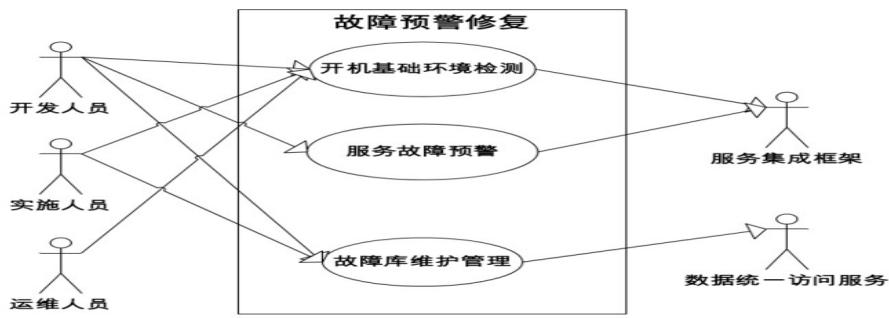 故障预警修复
开机基础环境检测
服务故障预警
故障库维护管理
开发人员
实施人员
运维人员
服务集成框架
数据统一访问服务